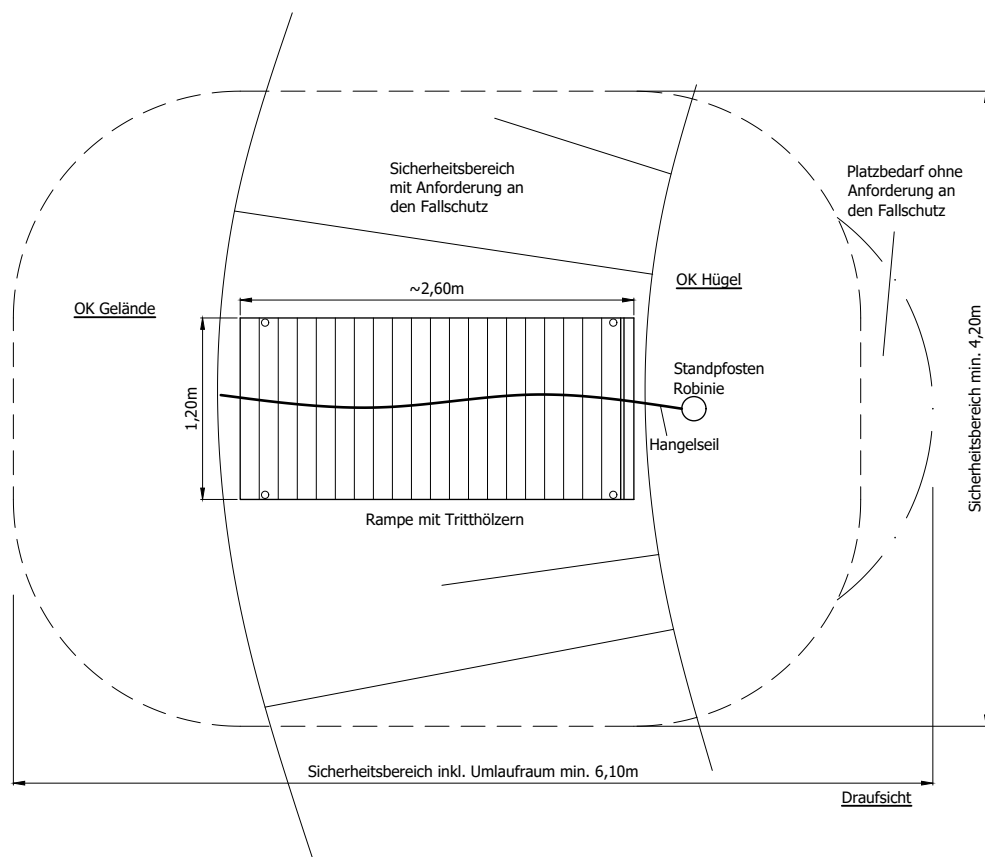 Sicherheitsbereich
mit Anforderung an
den Fallschutz
Platzbedarf ohne
Anforderung an
den Fallschutz
OK Hügel
~2,60m
OK Gelände
Standpfosten
Robinie
1,20m
Hangelseil
Sicherheitsbereich min. 4,20m
Rampe mit Tritthölzern
Sicherheitsbereich inkl. Umlaufraum min. 6,10m
Draufsicht